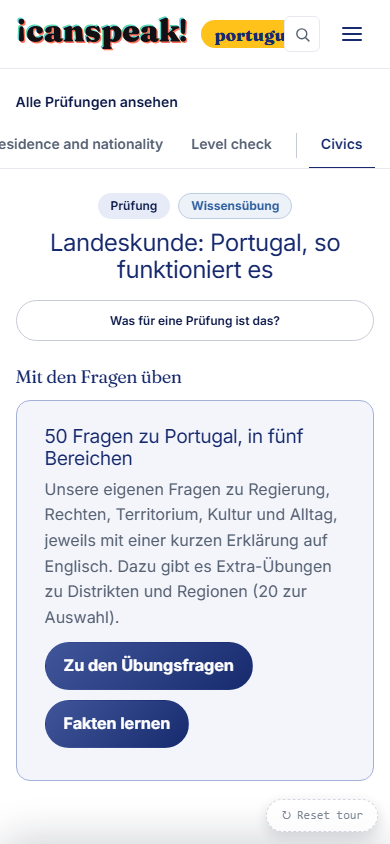 icanspeak!
Alle Prüfungen ansehen
Level check
Civics
and nationality
Prüfung
Wissensübung
Landeskunde: Portugal, so
funktioniert es
Was für eine Prüfung ist das?
Mit den Fragen üben
50 Fragen zu Portugal, in fünf
Bereichen
Unsere eigenen Fragen zu Regierung,
Rechten, Territorium, Kultur und Alltag,
jeweils mit einer kurzen Erklärung auf
Englisch. Dazu gibt es Extra-Übungen
zu Distrikten und Regionen (20 zur
Auswahl).
Zu den Übungsfragen
Fakten lernen
↻ Reset tour